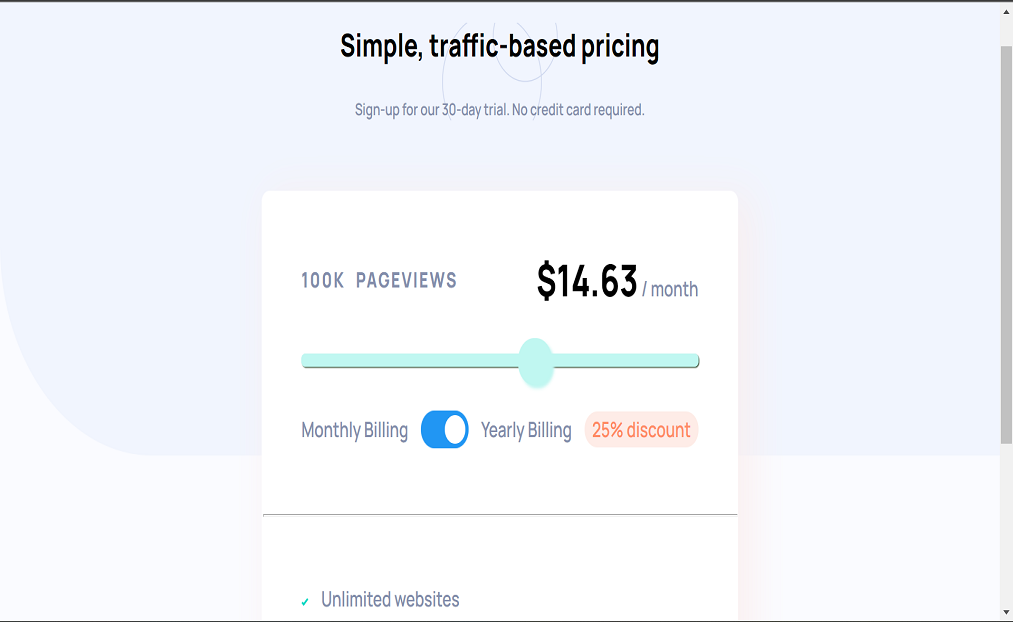 Simple, traffic-based pricing
Sign-up for our 30-day trial. No credit card required.
100K PAGEVIEWS
$14.63 / month
Monthly Billing Yearly Billing 25% discount
✓ Unlimited websites